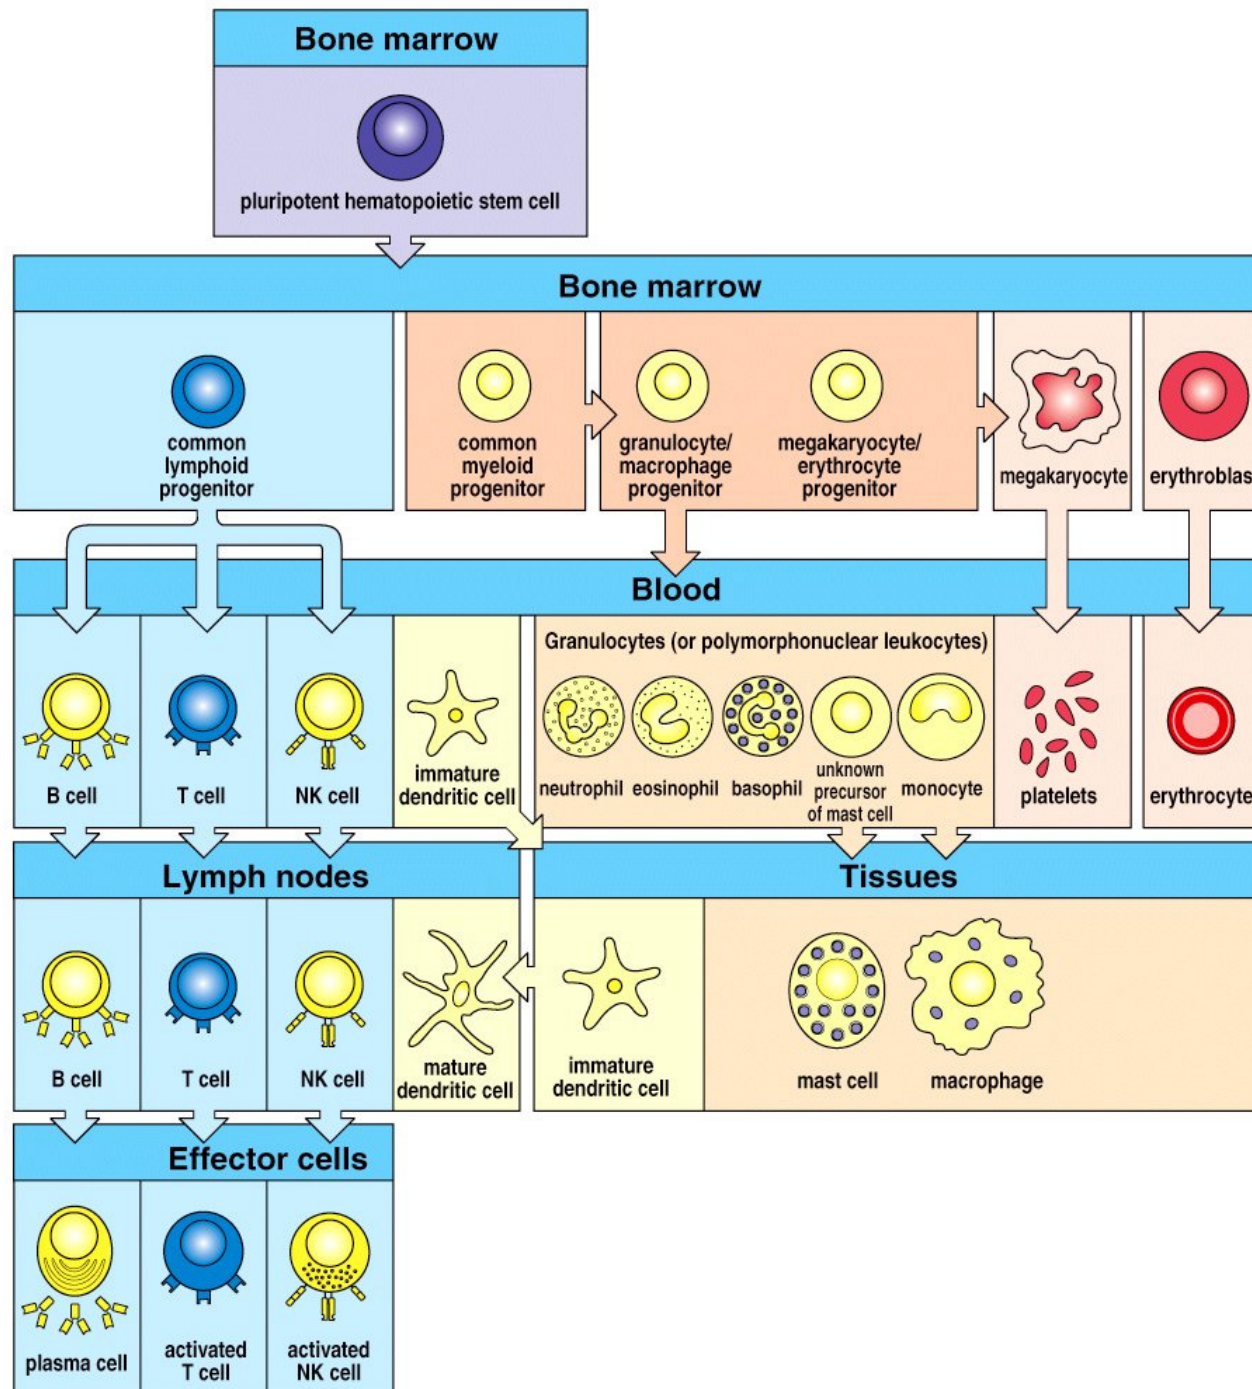 Bone marrow
pluripotent hematopoietic stem cell
Bone marrow
common
lymphoid
progenitor
common
myeloid
progenitor
granulocyte/
macrophage
progenitor
megakaryocyte/
erythrocyte
progenitor
megakaryocyte
erythroblas
Blood
B cell
T cell
NK cell
immature
dendritic cell
Granulocytes (or polymorphonuclear leukocytes)
neutrophil
eosinophil
basophil
unknown
precursor
of mast cell
monocyte
platelets
erythrocyte
Lymph nodes
B cell
T cell
NK cell
mature
dendritic cell
Tissues
immature
dendritic cell
mast cell
macrophage
Effector cells
plasma cell
activated
T cell
activated
NK cell